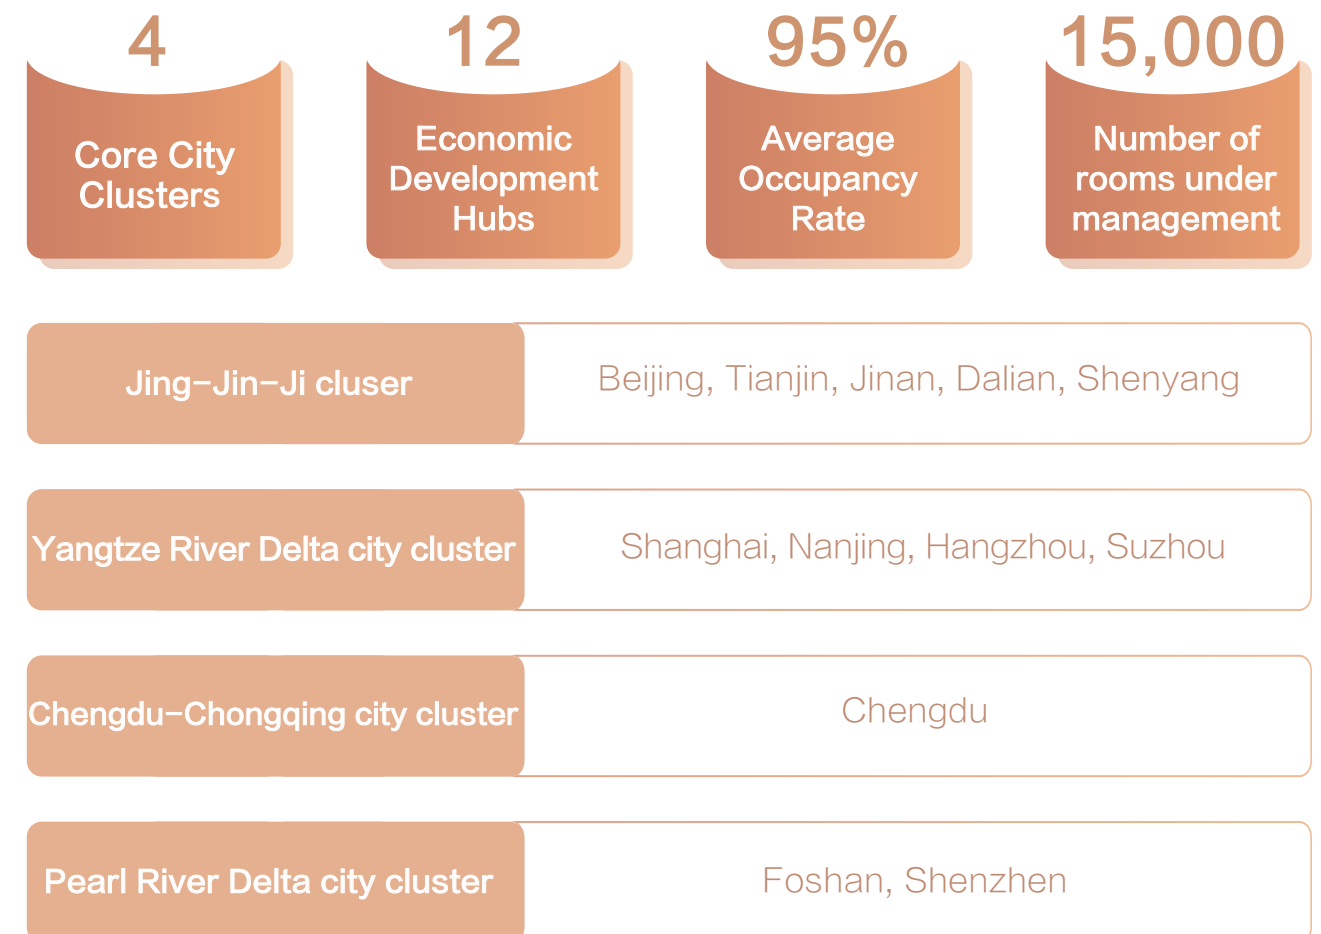 4
Core City
Clusters
12
Economic
Development
Hubs
95%
Average
Occupancy
Rate
15,000
Number of
rooms under
management
Jing-Jin-Ji cluser
Beijing, Tianjin, Jinan, Dalian, Shenyang
Yangtze River Delta city cluster
Shanghai, Nanjing, Hangzhou, Suzhou
Chengdu-Chongqing city cluster
Chengdu
Pearl River Delta city cluster
Foshan, Shenzhen